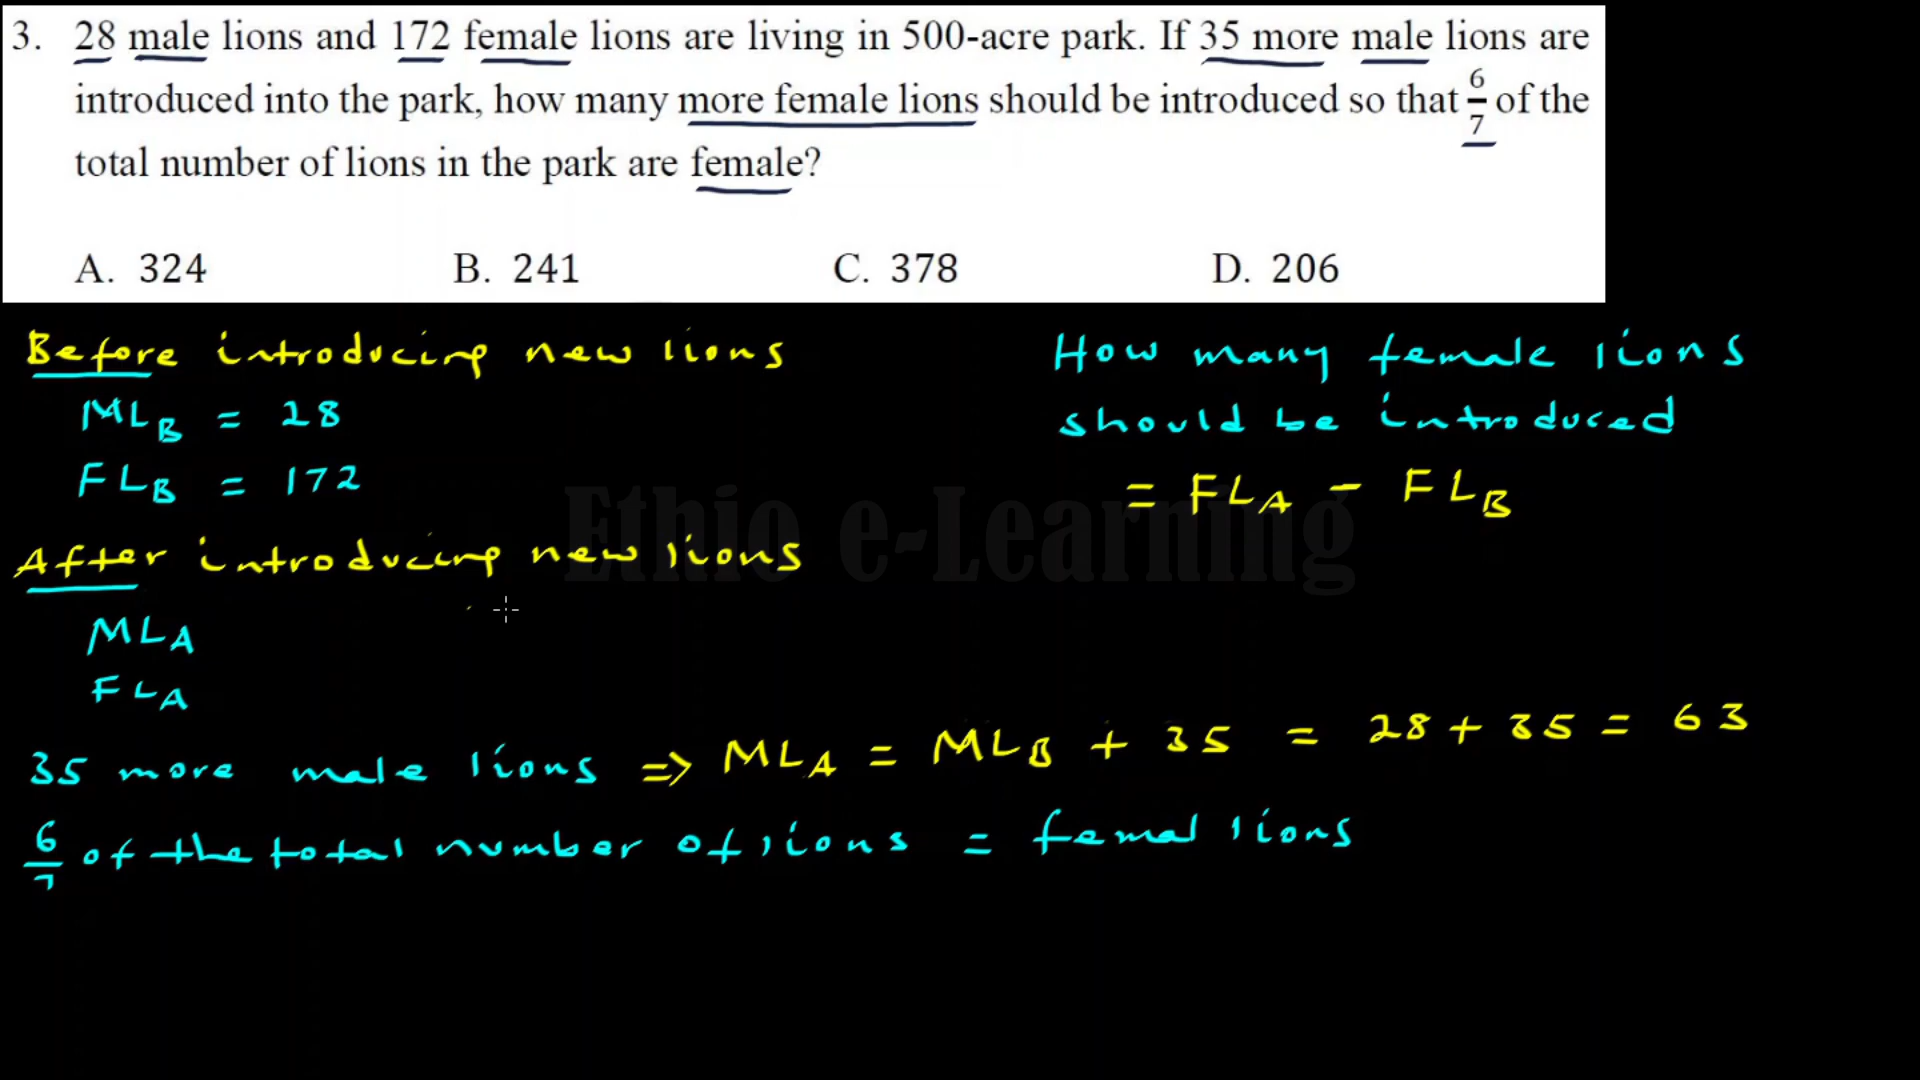 3. 28 male lions and 172 female lions are living in 500-acre park. If 35 more male lions are
introduced into the park, how many more female lions should be introduced so that 6/7 of the
total number of lions in the park are female?
A. 324 B. 241 C. 378 D. 206
Before introducing new lions
ML_B = 28
FL_B = 172
How many female lions
should be introduced
= FL_A - FL_B
After introducing new lions
ML_A
FL_A
35 more male lions => ML_A = ML_B + 35 = 28 + 35 = 63
6/7 of the total number of lions = femal lions
Ethio e-Learning